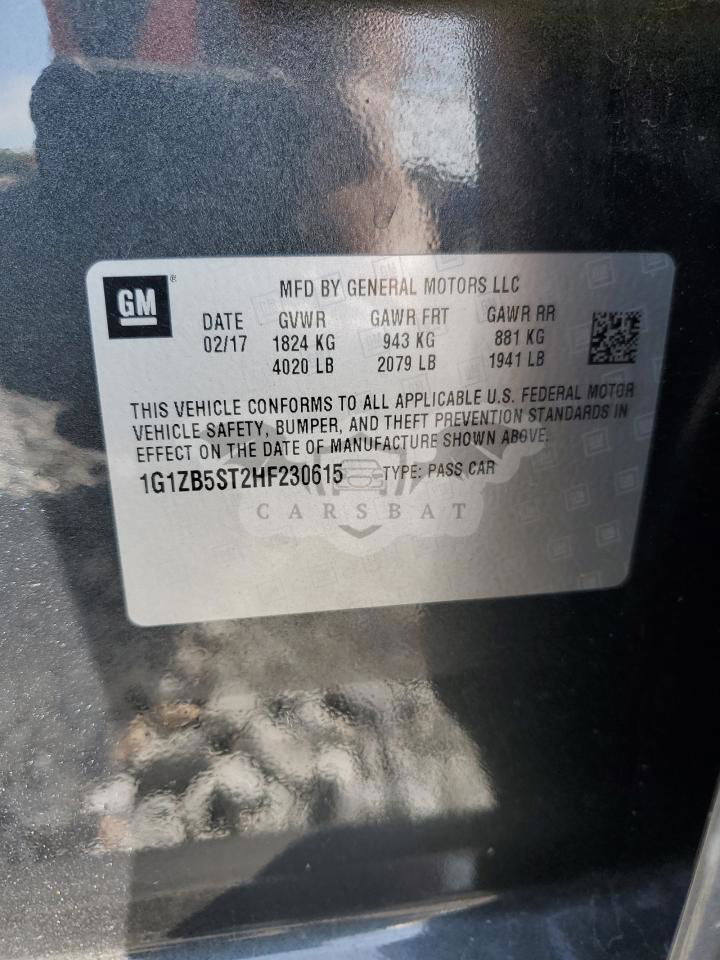 GM
®
MFD BY GENERAL MOTORS LLC
DATE GVWR GAWR FRT GAWR RR
02/17 1824 KG 943 KG 881 KG
4020 LB 2079 LB 1941 LB
THIS VEHICLE CONFORMS TO ALL APPLICABLE U.S. FEDERAL MOTOR
VEHICLE SAFETY, BUMPER, AND THEFT PREVENTION STANDARDS IN
EFFECT ON THE DATE OF MANUFACTURE SHOWN ABOVE.
1G1ZB5ST2HF230615 TYPE: PASS CAR
CARSBAT